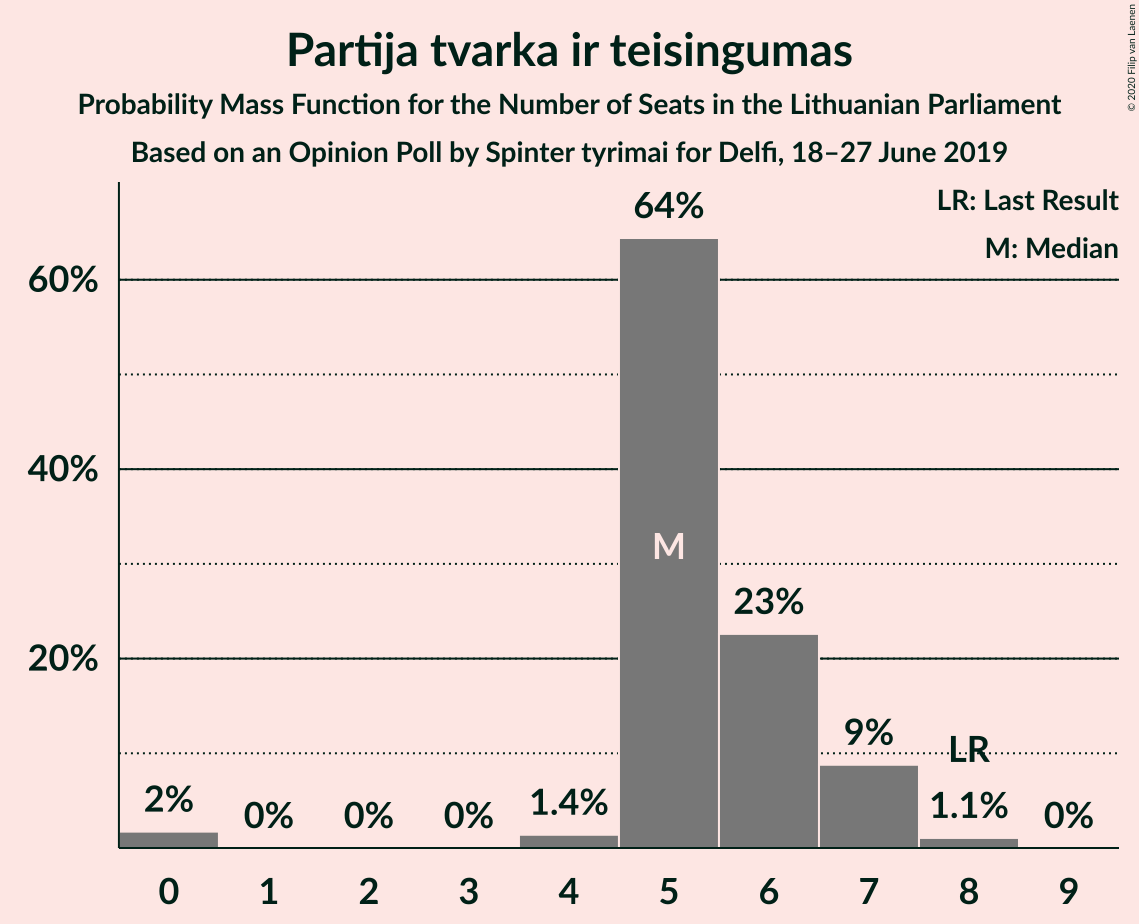 Partija tvarka ir teisingumas
Probability Mass Function for the Number of Seats in the Lithuanian Parliament
Based on an Opinion Poll by Spinter tyrimai for Delfi, 18–27 June 2019
© 2020 Filip van Laenen
LR: Last Result
M: Median
60%
40%
20%
2%
0%
0%
0%
1.4%
64%
M
23%
9%
LR
1.1%
0%
0 1 2 3 4 5 6 7 8 9